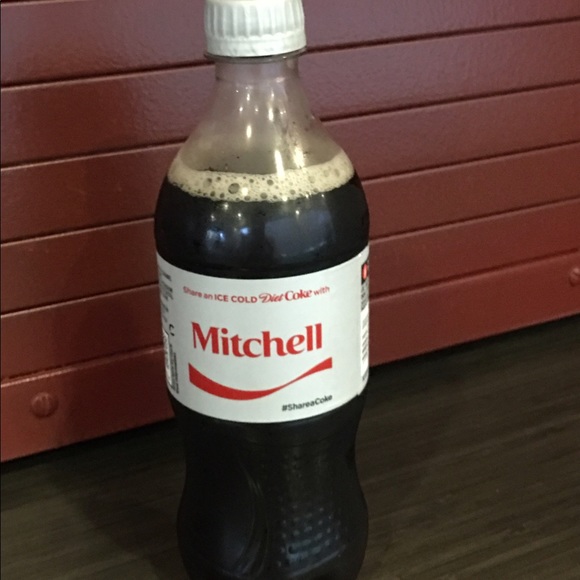 Share an ICE COLD Diet Coke with
Mitchell
#ShareaCoke